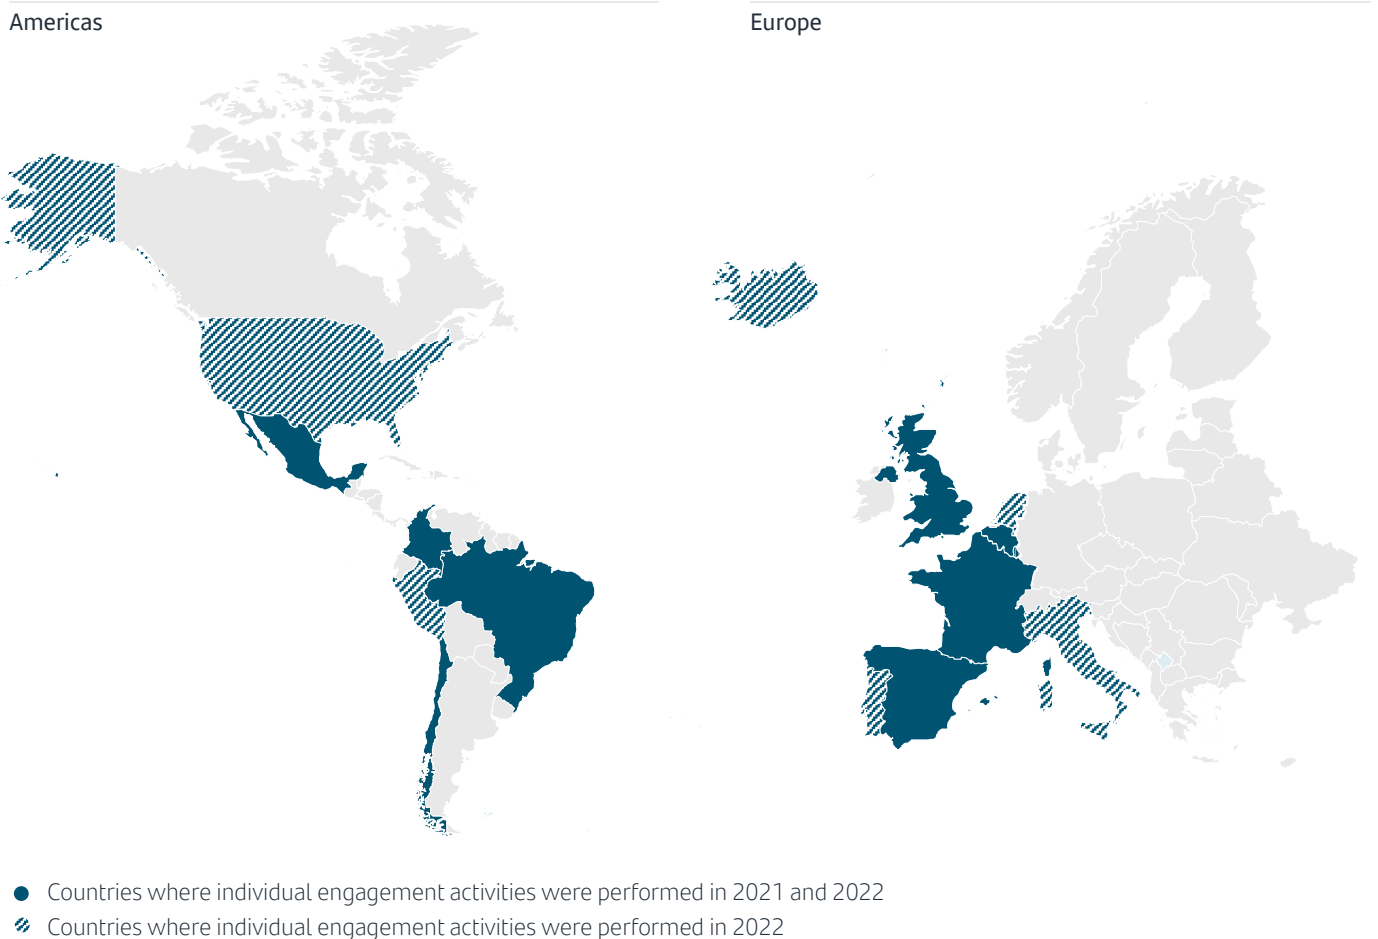 Americas
Europe
Countries where individual engagement activities were performed in 2021 and 2022
Countries where individual engagement activities were performed in 2022